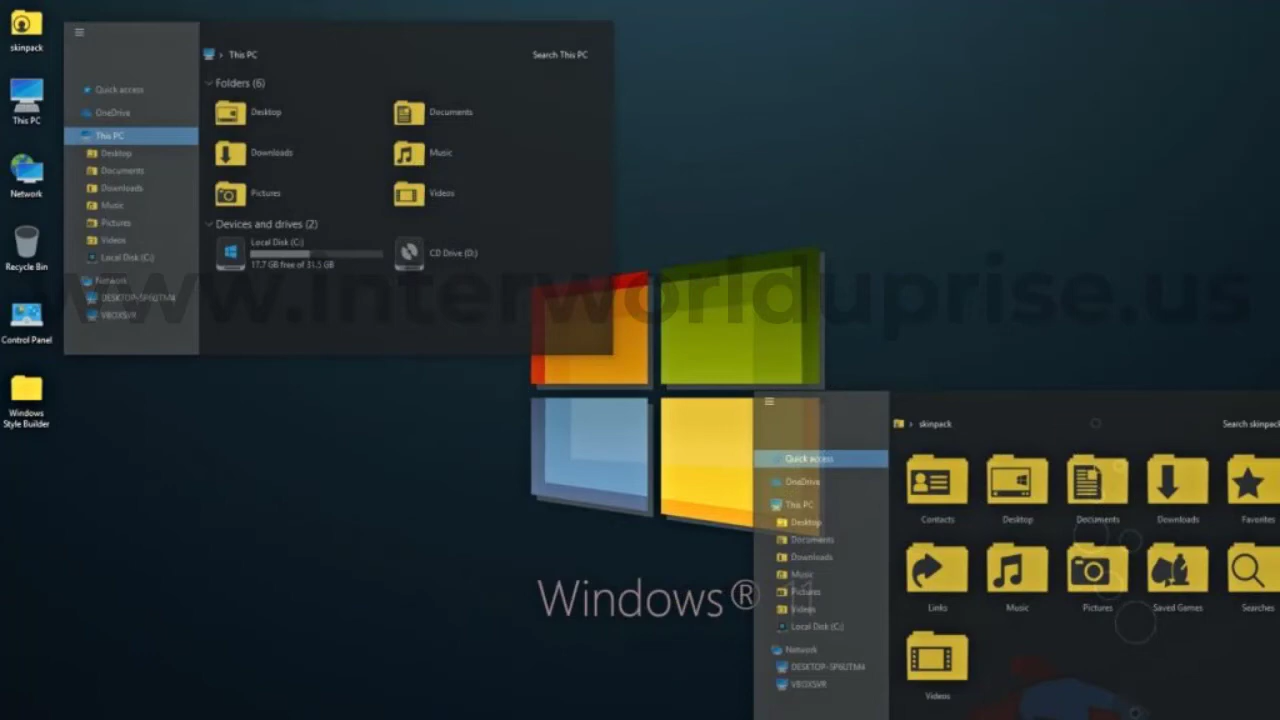 skinpack
This PC
Network
Recycle Bin
Control Panel
Windows
Style Builder
This PC
Search This PC
Quick access
OneDrive
This PC
Desktop
Documents
Downloads
Music
Pictures
Videos
Local Disk (C:)
Network
DESKTOP-SP6UTM4
VBOXSVR
Folders (6)
Desktop
Documents
Downloads
Music
Pictures
Videos
Devices and drives (2)
Local Disk (C:)
17.7 GB free of 31.5 GB
CD Drive (D:)
www.interworlduprise.us
Windows® 11
Quick access
OneDrive
This PC
Desktop
Documents
Downloads
Music
Pictures
Videos
Local Disk (C:)
Network
DESKTOP-SP6UTM4
VBOXSVR
skinpack
Search skinpack
Contacts
Desktop
Documents
Downloads
Favorites
Links
Music
Pictures
Saved Games
Searches
Videos